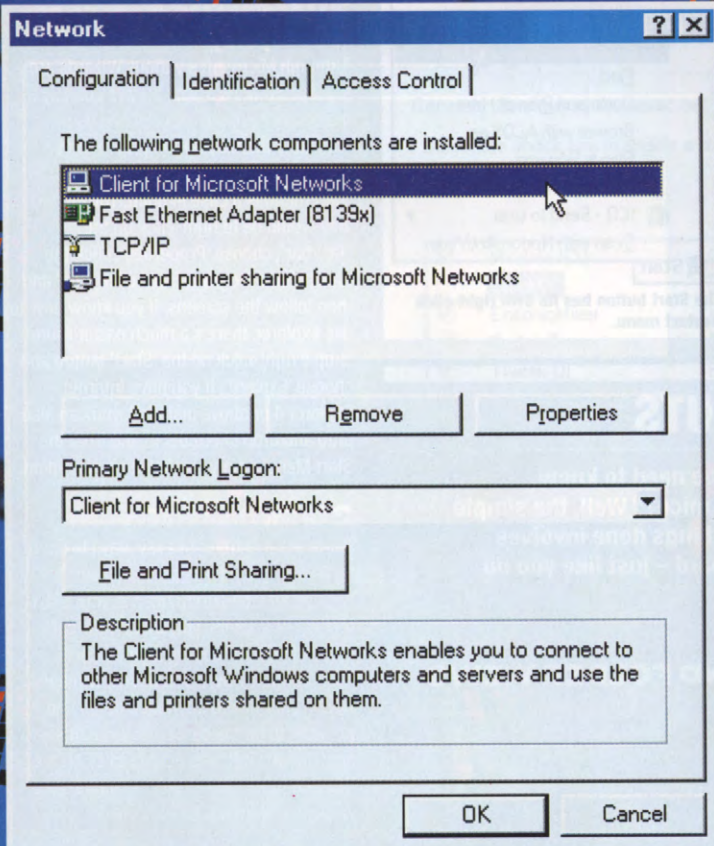 Network
Configuration Identification Access Control
The following network components are installed:
Client for Microsoft Networks
Fast Ethernet Adapter (8139x)
TCP/IP
File and printer sharing for Microsoft Networks
Add... Remove Properties
Primary Network Logon:
Client for Microsoft Networks
File and Print Sharing...
Description
The Client for Microsoft Networks enables you to connect to
other Microsoft Windows computers and servers and use the
files and printers shared on them.
OK Cancel